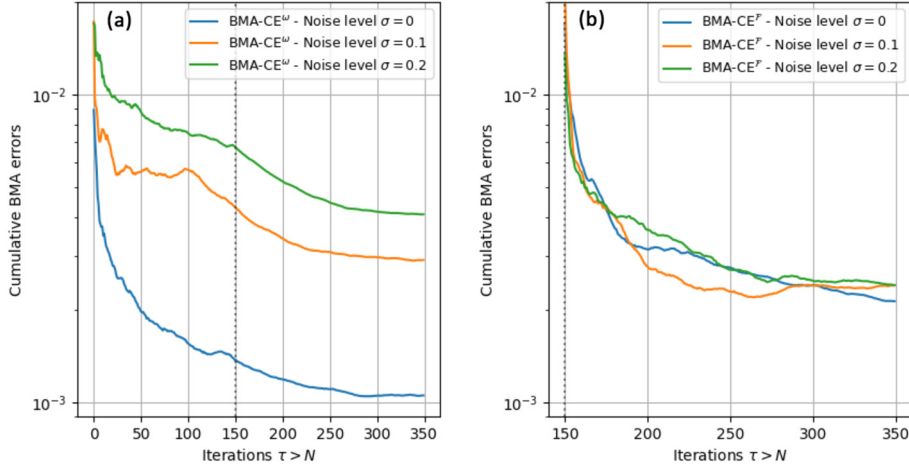 (a)
BMA-CE^ω - Noise level σ = 0
BMA-CE^ω - Noise level σ = 0.1
BMA-CE^ω - Noise level σ = 0.2
Cumulative BMA errors
10⁻²
10⁻³
0 50 100 150 200 250 300 350
Iterations τ > N
(b)
BMA-CE^𝓕 - Noise level σ = 0
BMA-CE^𝓕 - Noise level σ = 0.1
BMA-CE^𝓕 - Noise level σ = 0.2
Cumulative BMA errors
10⁻²
10⁻³
150 200 250 300 350
Iterations τ > N